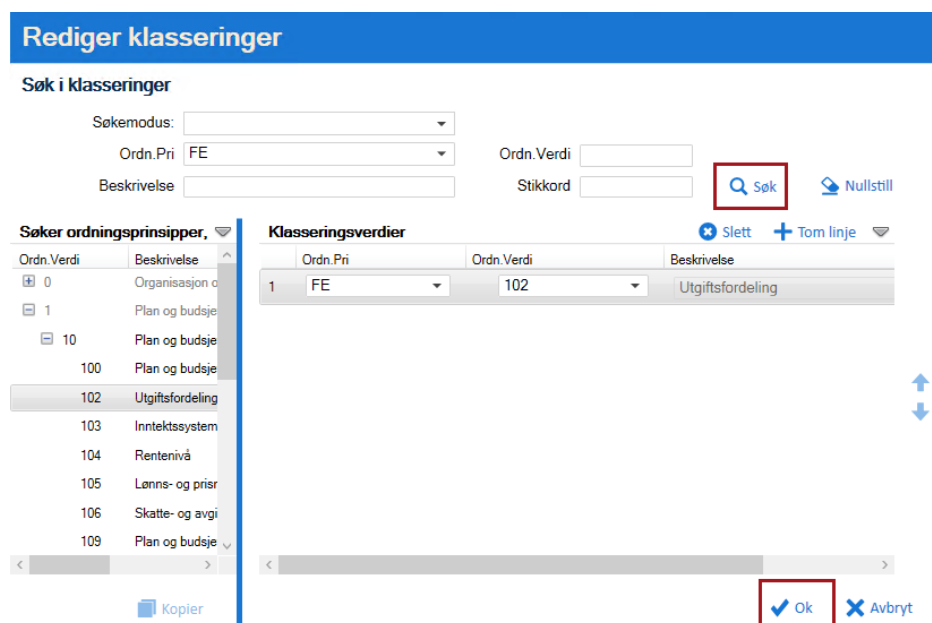 Rediger klasseringer
Søk i klasseringer
Søkemodus:
Ordn.Pri FE Ordn.Verdi
Beskrivelse Stikkord Søk Nullstill
Søker ordningsprinsipper, Klasseringsverdier Slett Tom linje
Ordn.Verdi Beskrivelse Ordn.Pri Ordn.Verdi Beskrivelse
0 Organisasjon o 1 FE 102 Utgiftsfordeling
1 Plan og budsje
10 Plan og budsje
100 Plan og budsje
102 Utgiftsfordeling
103 Inntektssystem
104 Rentenivå
105 Lønns- og prisr
106 Skatte- og avgi
109 Plan og budsje
Kopier Ok Avbryt